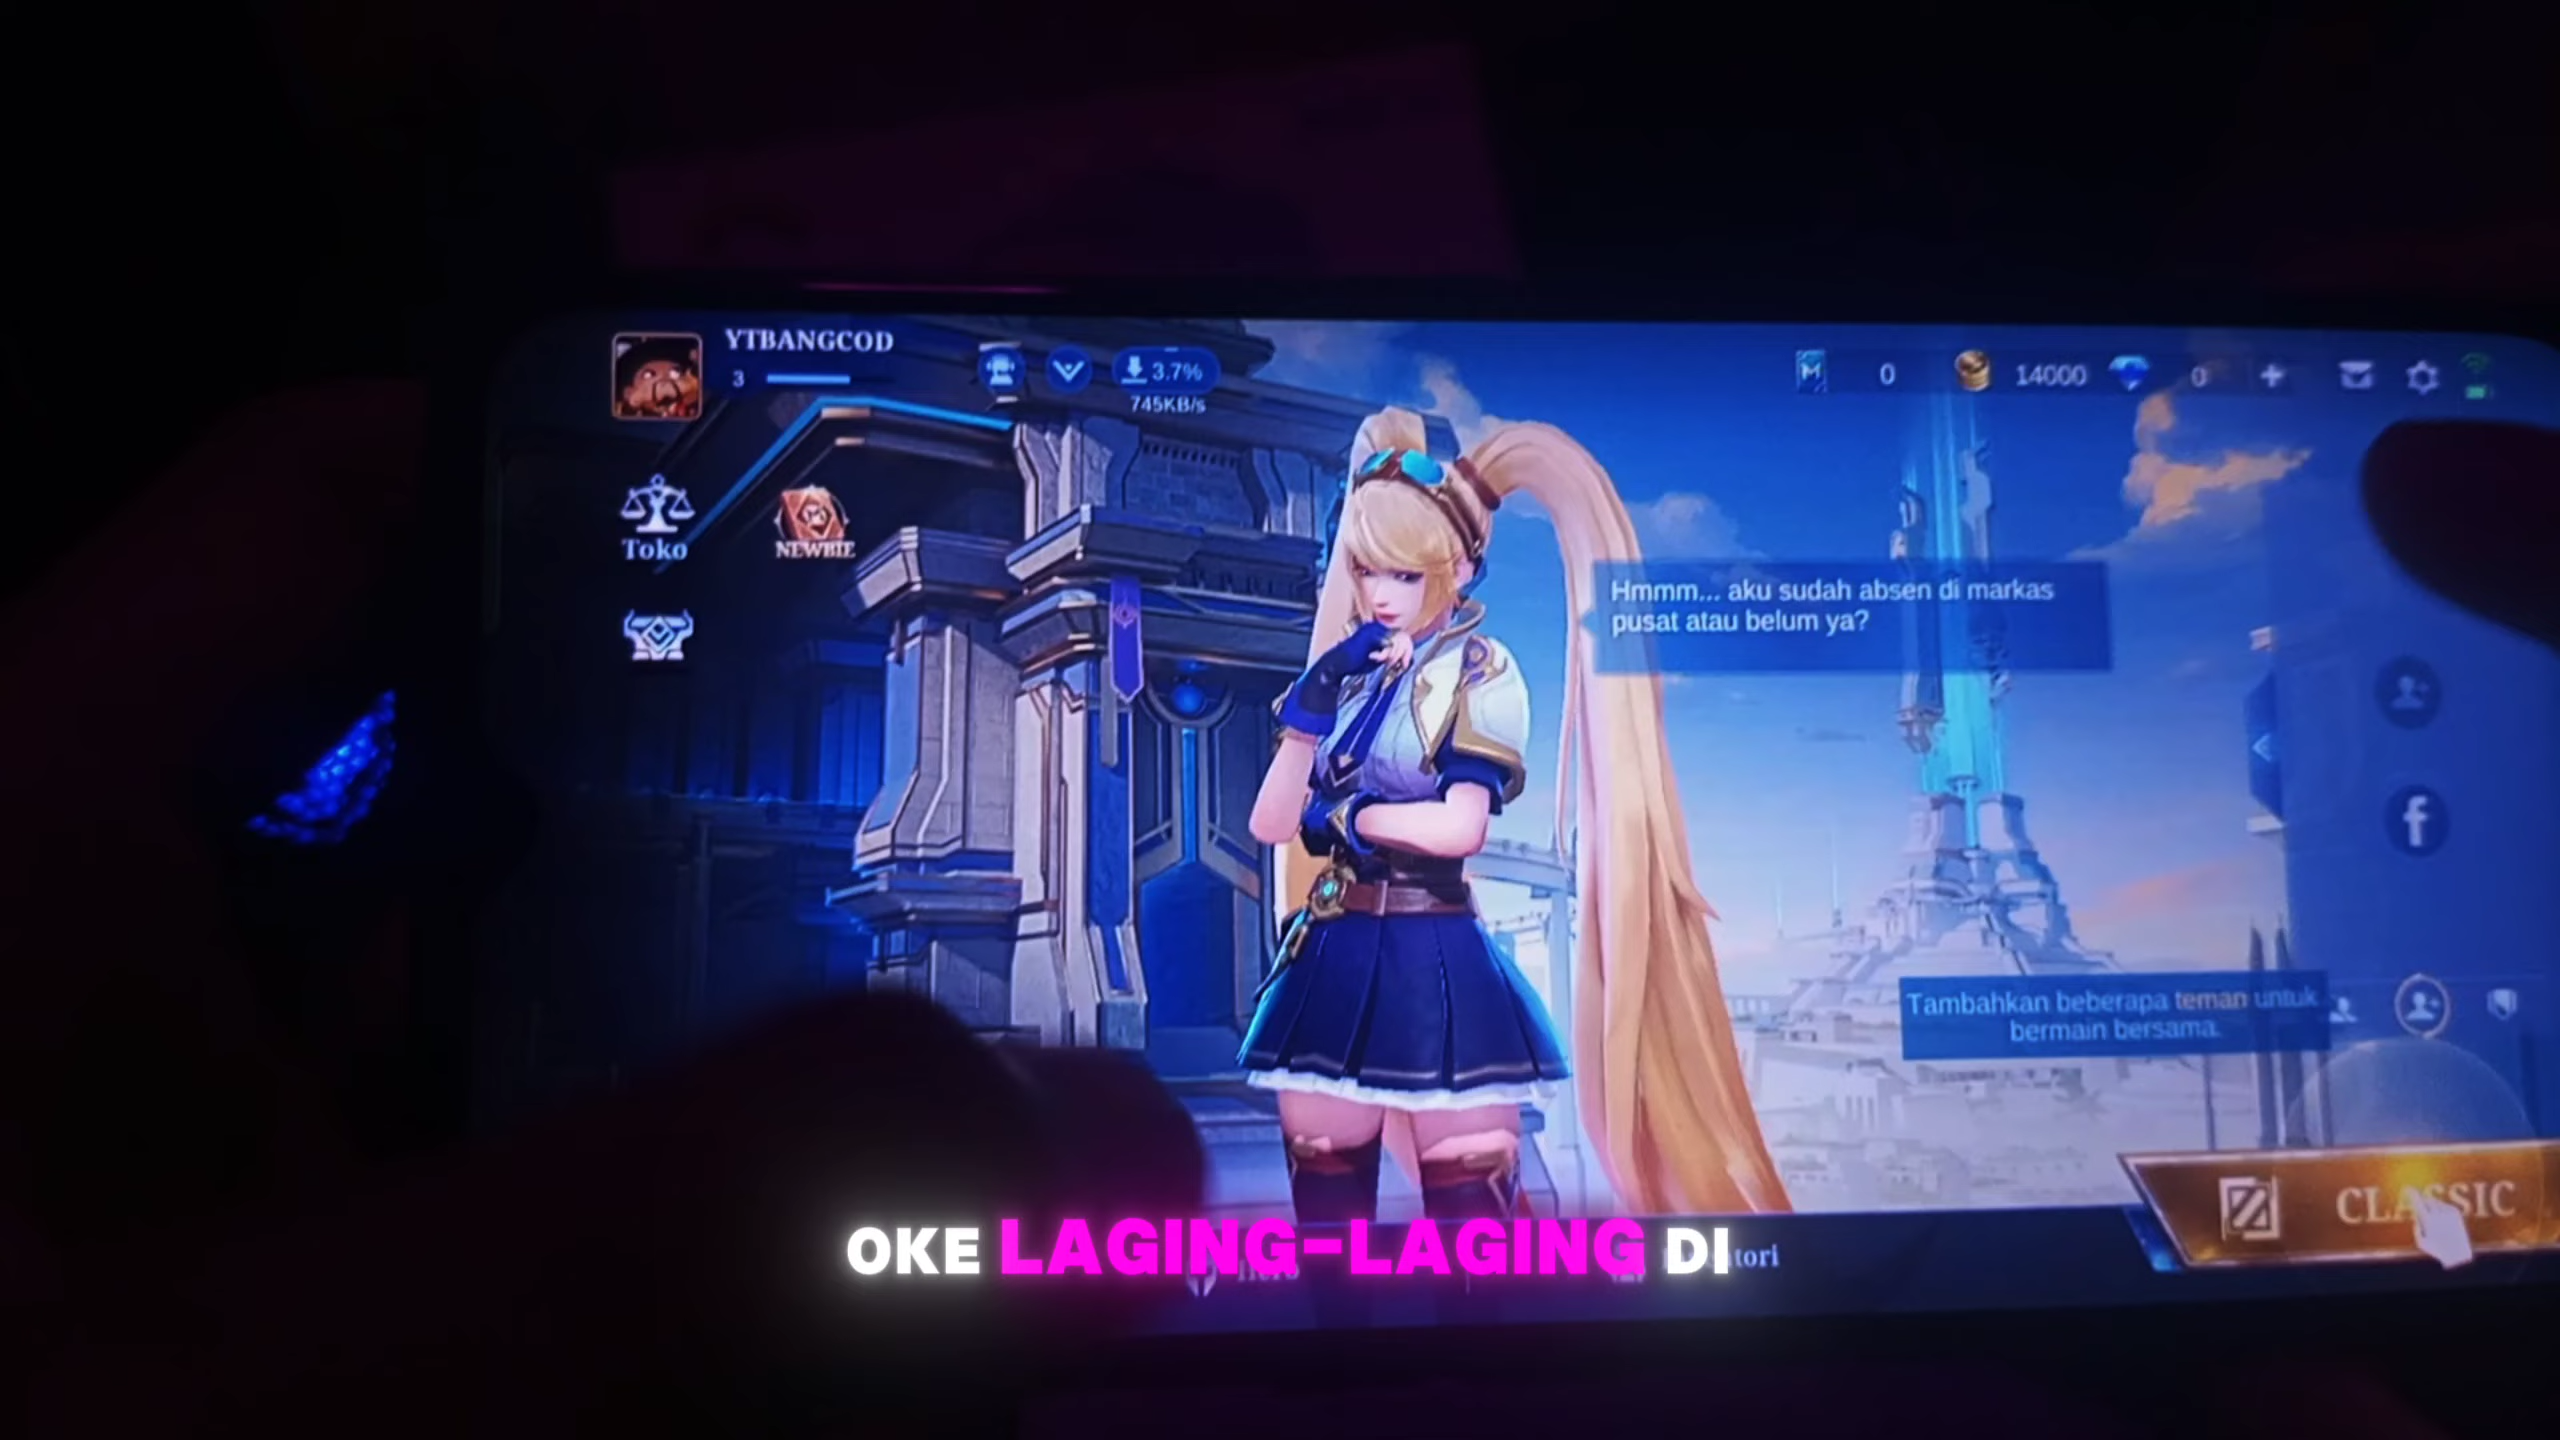 YTBANGCOD
3
3.7%
745KB/s
0
14000
0
Toko
NEWBIE
Hmmm... aku sudah absen di markas
pusat atau belum ya?
Tambahkan beberapa teman untuk
bermain bersama.
CLASSIC
OKE LAGING-LAGING DI